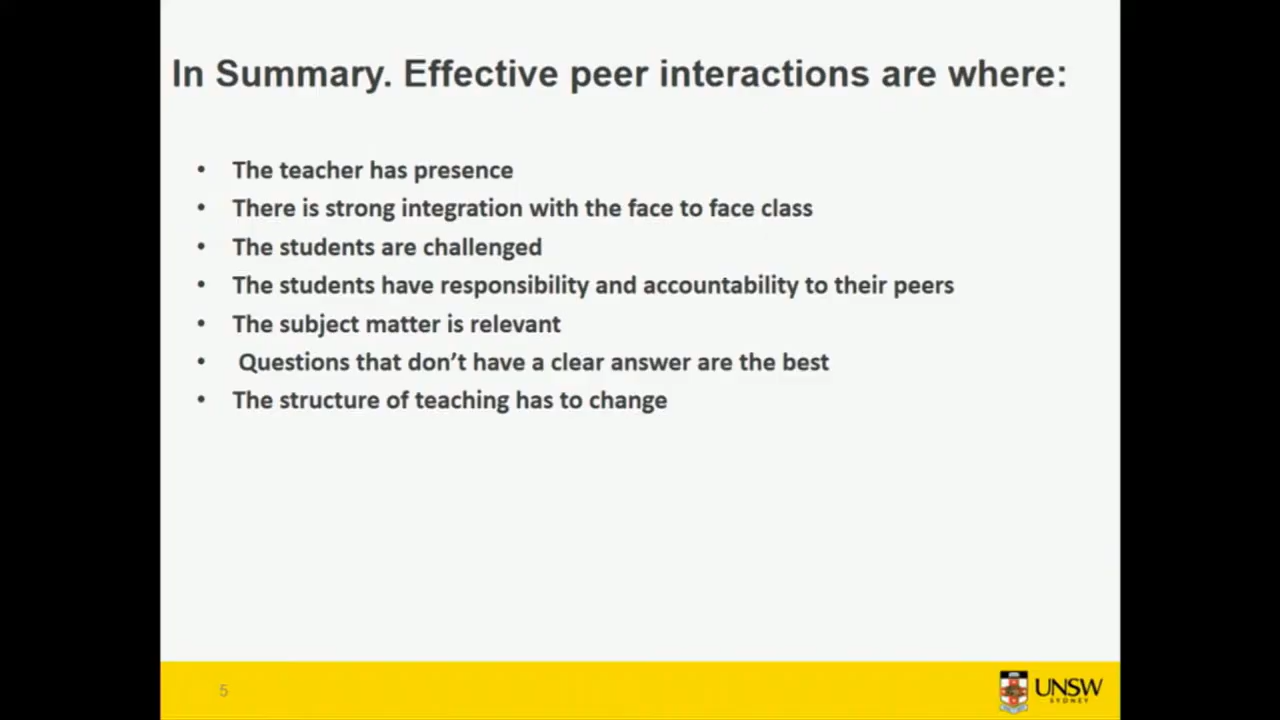 In Summary. Effective peer interactions are where:
• The teacher has presence
• There is strong integration with the face to face class
• The students are challenged
• The students have responsibility and accountability to their peers
• The subject matter is relevant
• Questions that don’t have a clear answer are the best
• The structure of teaching has to change
5
UNSW
SYDNEY